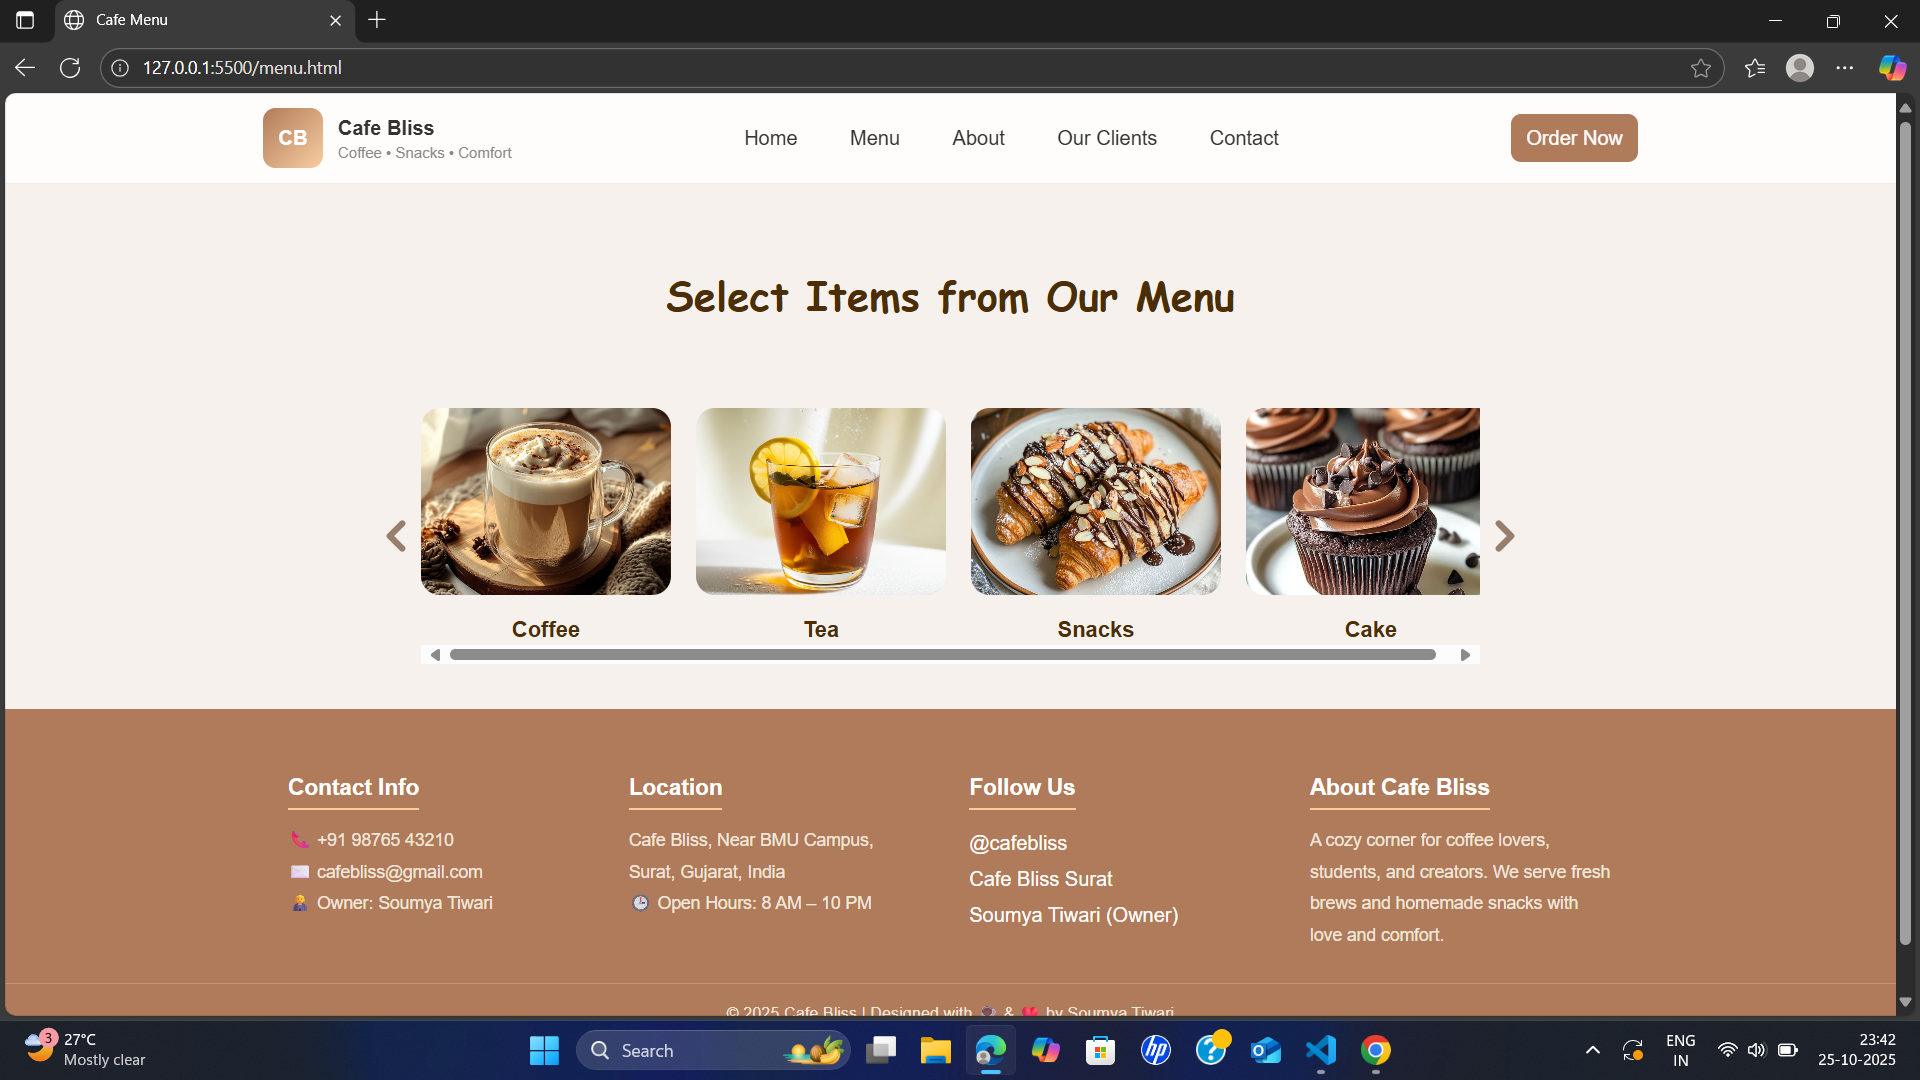 Cafe Menu
127.0.0.1:5500/menu.html
CB
Cafe Bliss
Coffee • Snacks • Comfort
Home
Menu
About
Our Clients
Contact
Order Now
Select Items from Our Menu
Coffee
Tea
Snacks
Cake
Contact Info
+91 98765 43210
cafebliss@gmail.com
Owner: Soumya Tiwari
Location
Cafe Bliss, Near BMU Campus,
Surat, Gujarat, India
Open Hours: 8 AM – 10 PM
Follow Us
@cafebliss
Cafe Bliss Surat
Soumya Tiwari (Owner)
About Cafe Bliss
A cozy corner for coffee lovers,
students, and creators. We serve fresh
brews and homemade snacks with
love and comfort.
© 2025 Cafe Bliss | Designed with & by Soumya Tiwari
3
27°C
Mostly clear
Search
hp
ENG
IN
23:42
25-10-2025